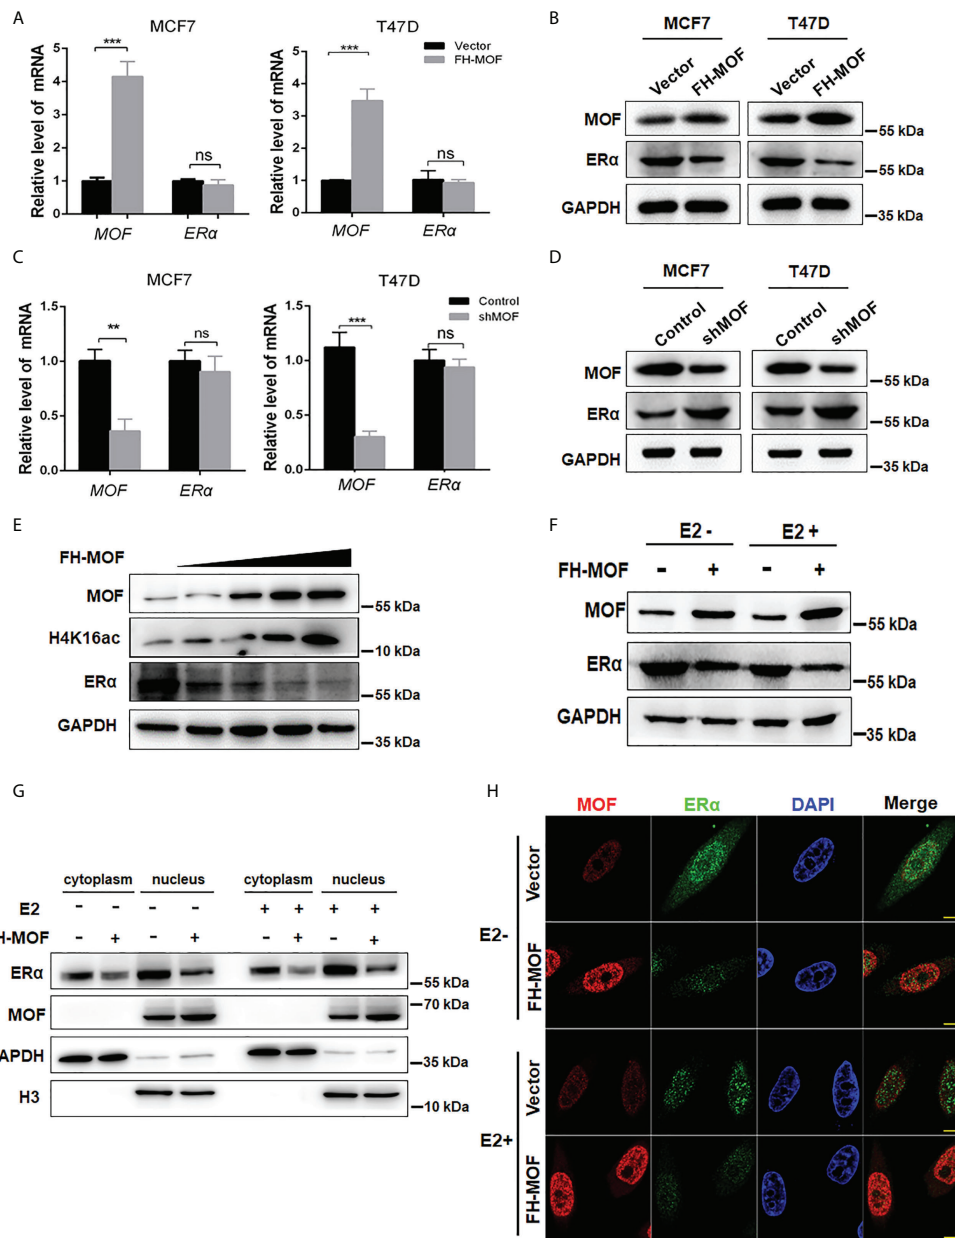 A
MCF7
T47D
Vector
FH-MOF
Relative level of mRNA
5
4
3
2
1
0
***
ns
MOF
ERα
Relative level of mRNA
5
4
3
2
1
0
***
ns
MOF
ERα
B
MCF7
T47D
Vector
FH-MOF
Vector
FH-MOF
MOF
55 kDa
ERα
55 kDa
GAPDH
35 kDa
C
MCF7
T47D
Control
shMOF
Relative level of mRNA
1.5
1.0
0.5
0.0
**
ns
MOF
ERα
Relative level of mRNA
1.5
1.0
0.5
0.0
***
ns
MOF
ERα
D
MCF7
T47D
Control
shMOF
Control
shMOF
MOF
55 kDa
ERα
55 kDa
GAPDH
35 kDa
E
FH-MOF
MOF
55 kDa
H4K16ac
10 kDa
ERα
55 kDa
GAPDH
35 kDa
F
E2 - E2 +
FH-MOF - + - +
MOF
55 kDa
ERα
55 kDa
GAPDH
35 kDa
G
cytoplasm nucleus cytoplasm nucleus
E2 - - - - + + + +
H-MOF - + - + - + - +
ERα
55 kDa
70 kDa
MOF
APDH
35 kDa
H3
10 kDa
H
MOF ERα DAPI Merge
E2-
Vector
FH-MOF
E2+
Vector
FH-MOF